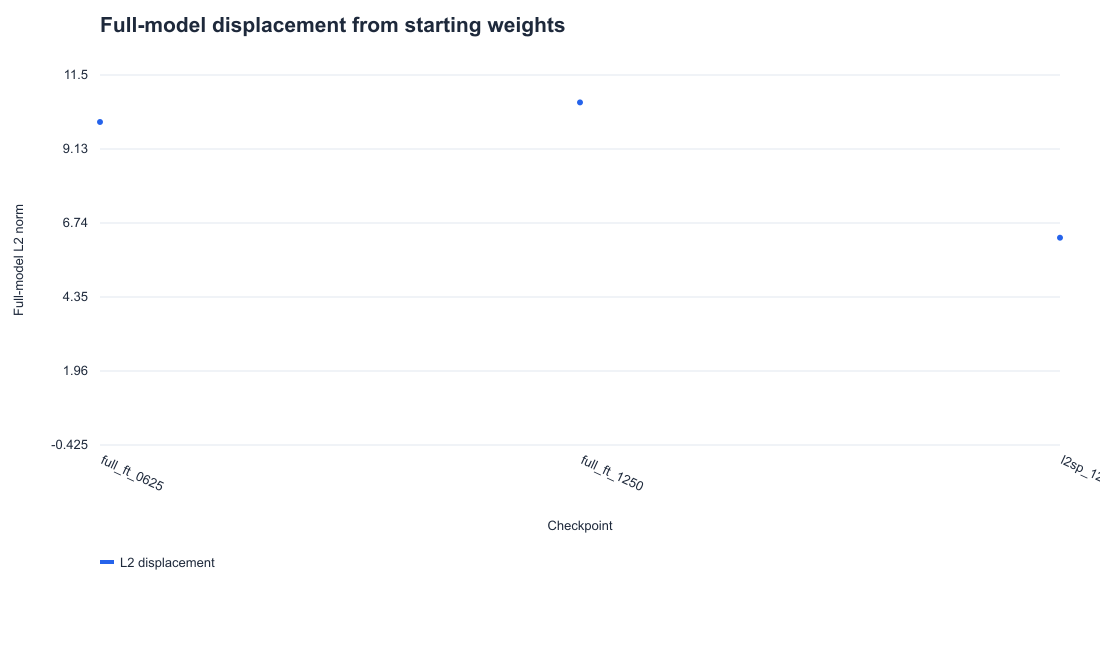 Full-model displacement from starting weights
11.5
9.13
6.74
4.35
1.96
-0.425
Full-model L2 norm
full_ft_0625
full_ft_1250
l2sp_12
Checkpoint
L2 displacement